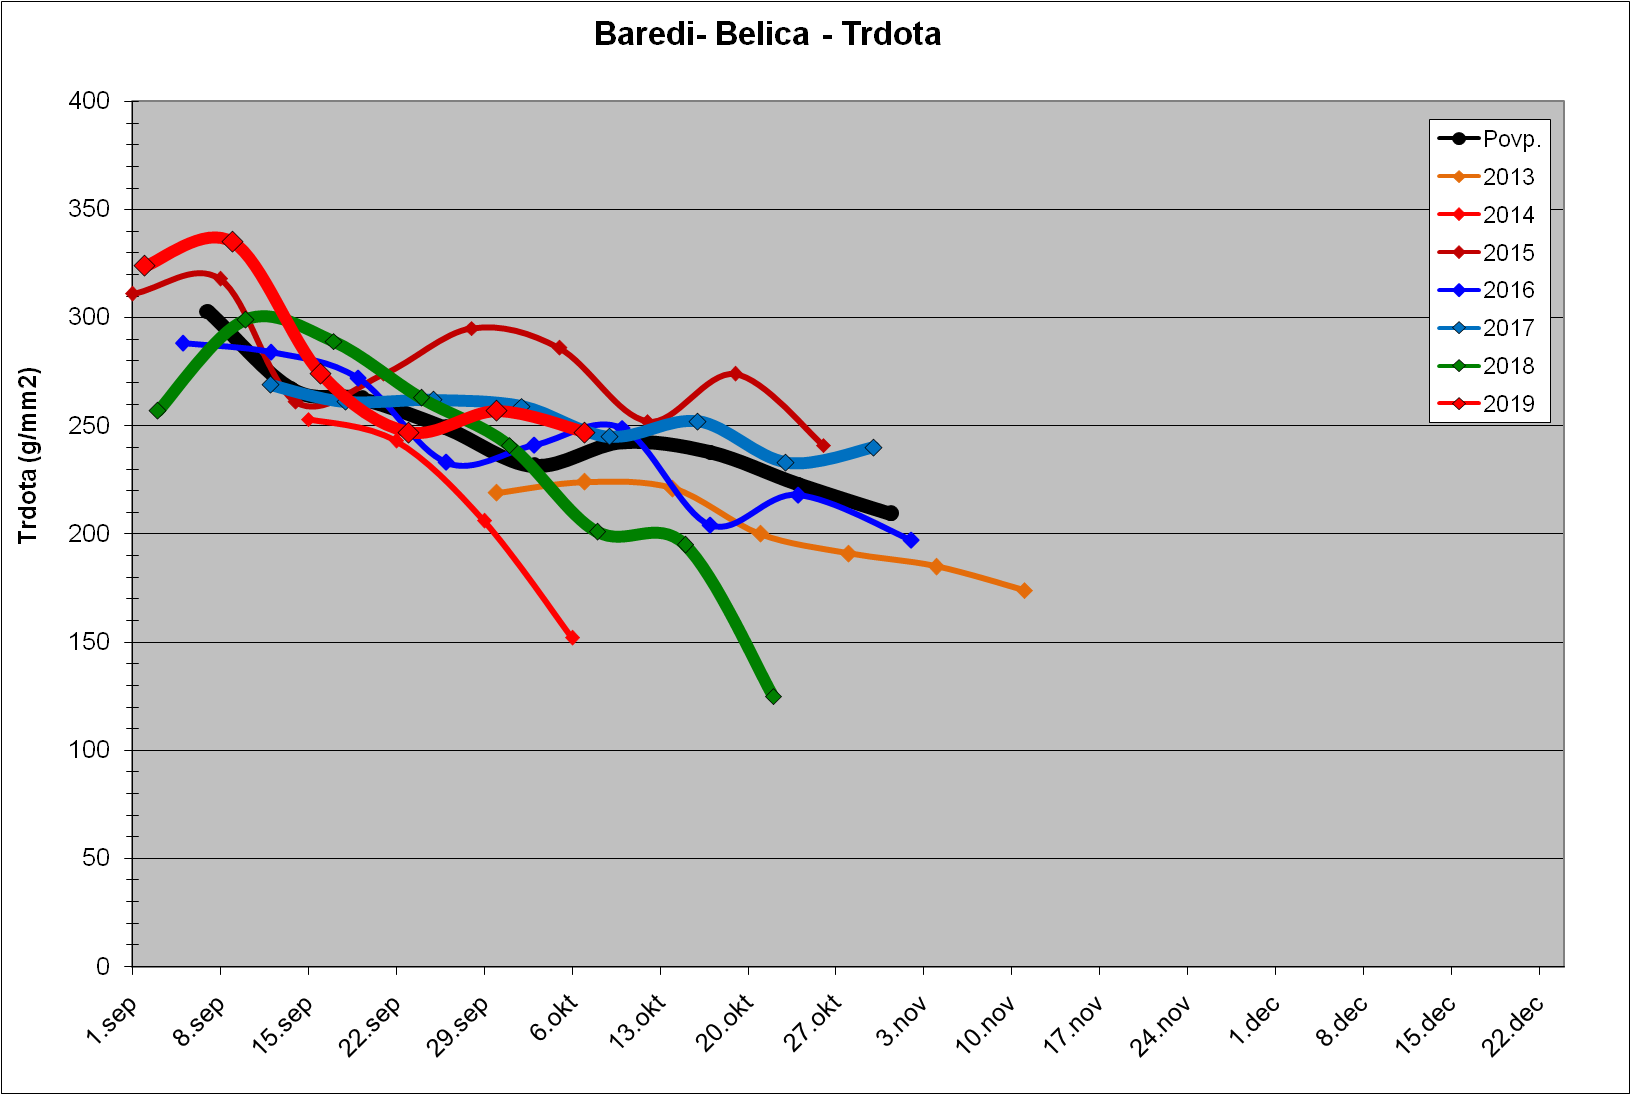 Baredi- Belica - Trdota
Trdota (g/mm2)
400
350
300
250
200
150
100
50
0
1.sep
8.sep
15.sep
22.sep
29.sep
6.okt
13.okt
20.okt
27.okt
3.nov
10.nov
17.nov
24.nov
1.dec
8.dec
15.dec
22.dec
Povp.
2013
2014
2015
2016
2017
2018
2019